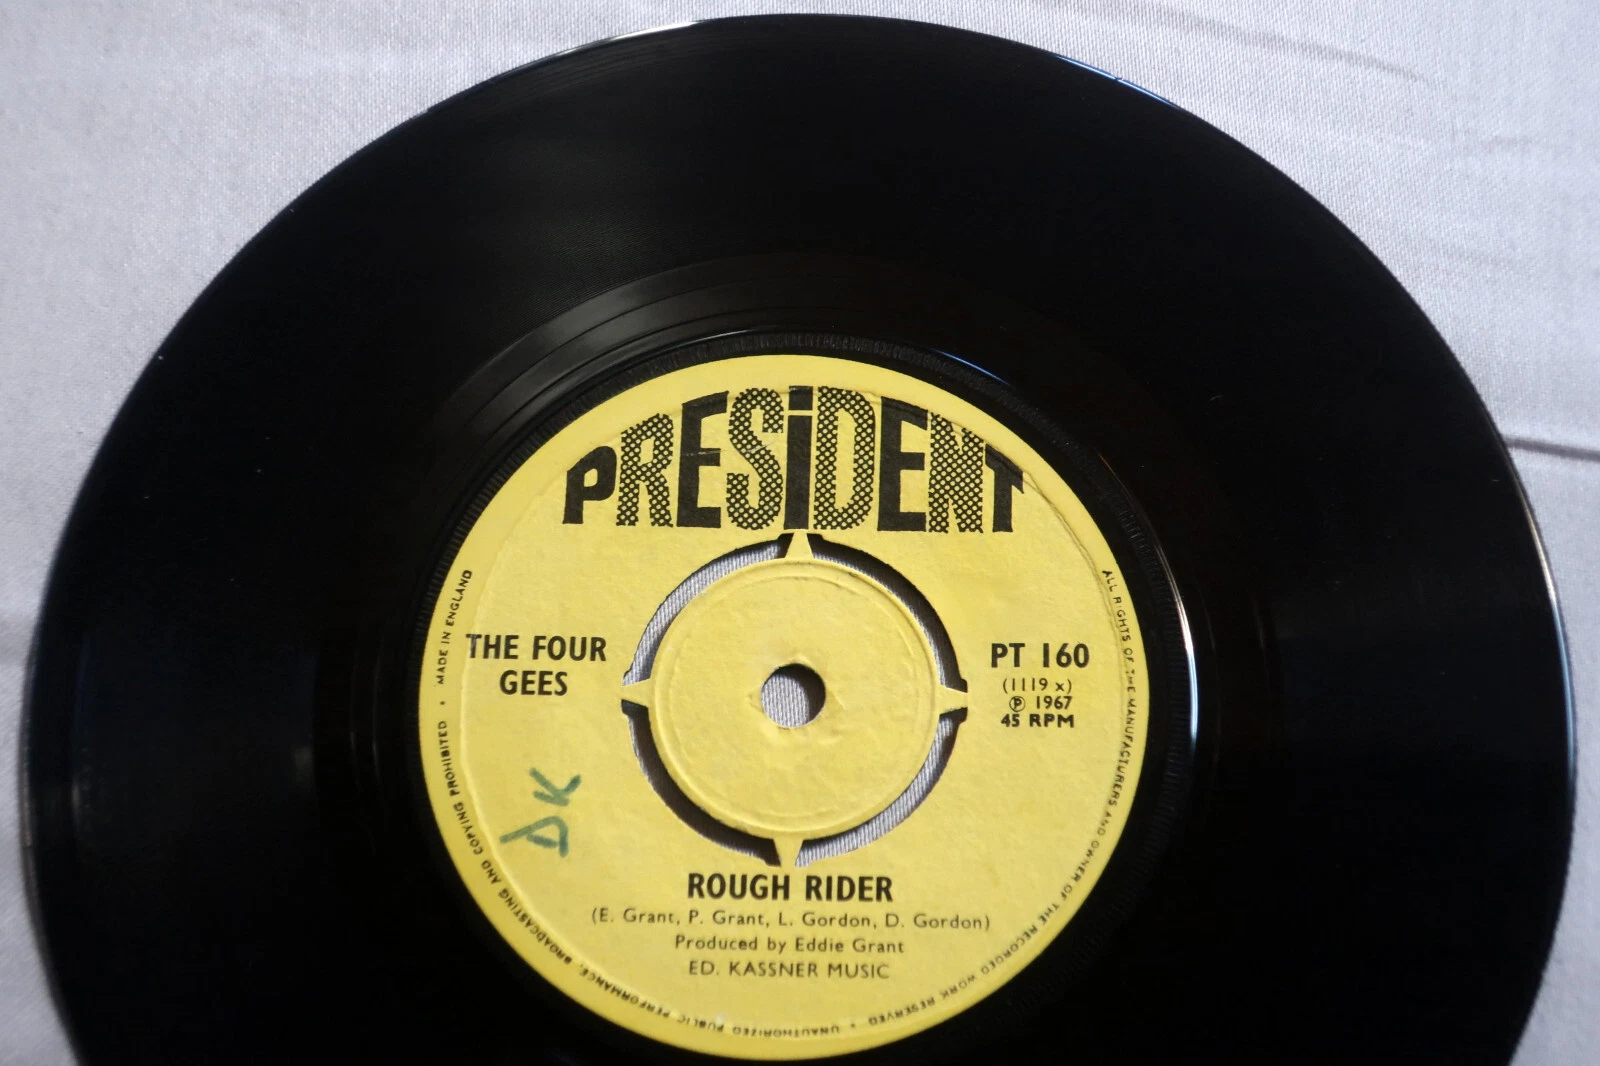 PRESiDENT
THE FOUR
GEES
PT 160
(1119 x)
℗ 1967
45 RPM
DK
ROUGH RIDER
(E. Grant, P. Grant, L. Gordon, D. Gordon)
Produced by Eddie Grant
ED. KASSNER MUSIC
ALL RIGHTS OF THE MANUFACTURERS AND OWNER OF THE RECORDED WORK RESERVED • UNAUTHORIZED PUBLIC PERFORMANCE, BROADCASTING AND COPYING PROHIBITED • MADE IN ENGLAND